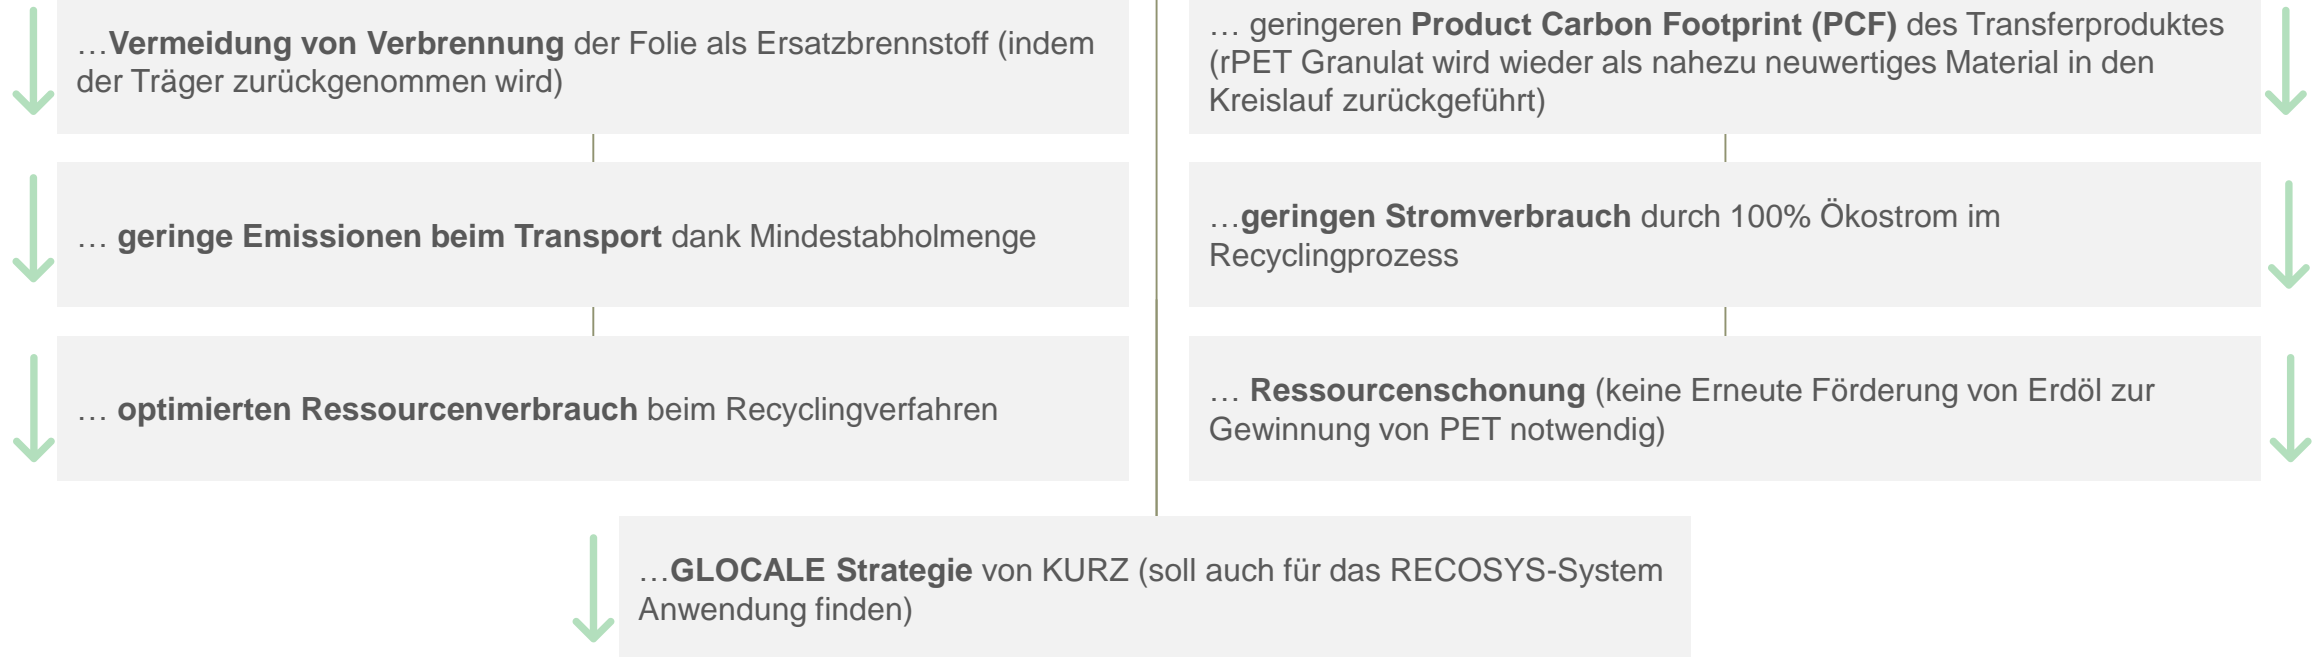 …Vermeidung von Verbrennung der Folie als Ersatzbrennstoff (indem
der Träger zurückgenommen wird)
… geringeren Product Carbon Footprint (PCF) des Transferproduktes
(rPET Granulat wird wieder als nahezu neuwertiges Material in den
Kreislauf zurückgeführt)
… geringe Emissionen beim Transport dank Mindestabholmenge
…geringen Stromverbrauch durch 100% Ökostrom im
Recyclingprozess
… optimierten Ressourcenverbrauch beim Recyclingverfahren
… Ressourcenschonung (keine Erneute Förderung von Erdöl zur
Gewinnung von PET notwendig)
…GLOCALE Strategie von KURZ (soll auch für das RECOSYS-System
Anwendung finden)